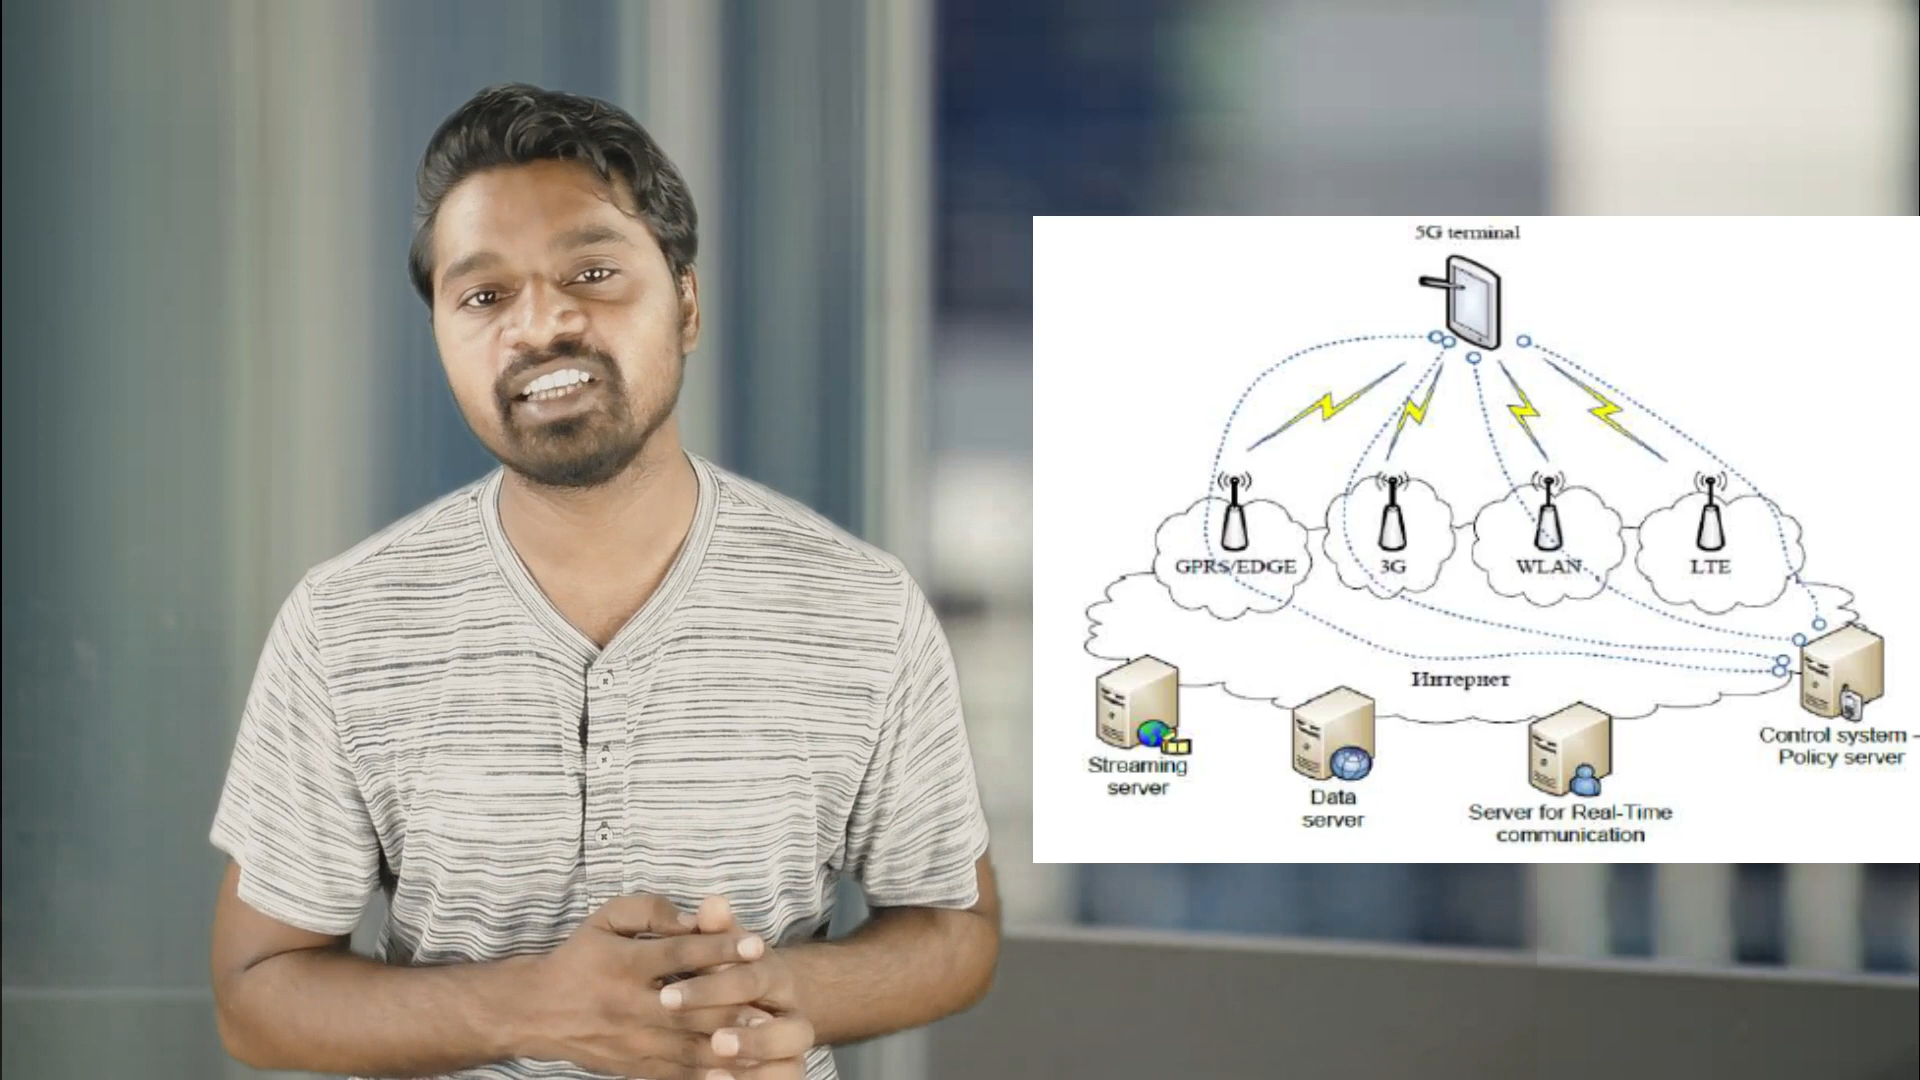 5G terminal
GPRS/EDGE
3G
WLAN
LTE
Интернет
Streaming
server
Data
server
Server for Real-Time
communication
Control system -
Policy server